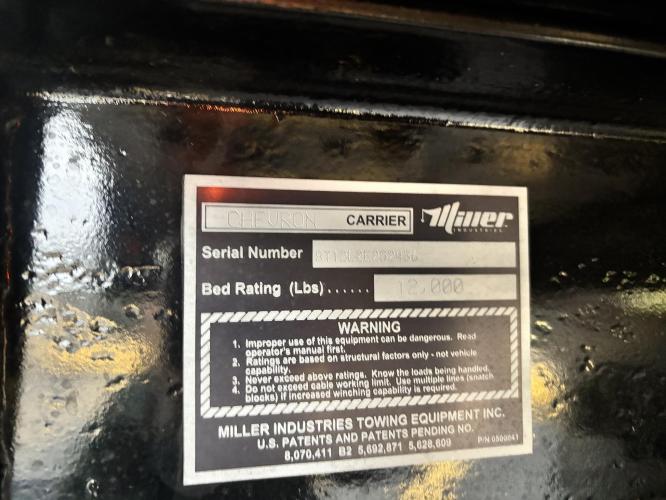 CHEVRON CARRIER Miller
INDUSTRIES
Serial Number
Bed Rating (Lbs)...... 12,000
WARNING
1. Improper use of this equipment can be dangerous. Read
operator's manual first.
2. Ratings are based on structural factors only - not vehicle
capability.
3. Never exceed above ratings. Know the loads being handled.
4. Do not exceed cable working limit. Use multiple lines (snatch
blocks) if increased winching capability is required.
MILLER INDUSTRIES TOWING EQUIPMENT INC.
U.S. PATENTS AND PATENTS PENDING NO.
8,070,411 B2 5,692,871 5,628,609
P/N 0500041